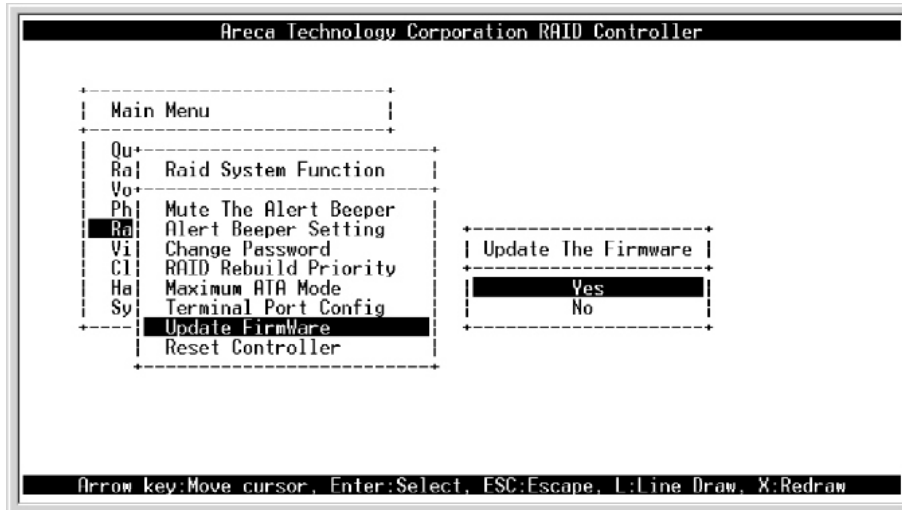 Areca Technology Corporation RAID Controller
Main Menu
Qu
Ra
Vo
Ph
Ra
Vi
Cl
Ha
Sy
Raid System Function
Mute The Alert Beeper
Alert Beeper Setting
Change Password
RAID Rebuild Priority
Maximum ATA Mode
Terminal Port Config
Update FirmWare
Reset Controller
Update The Firmware
Yes
No
Arrow key:Move cursor, Enter:Select, ESC:Escape, L:Line Draw, X:Redraw